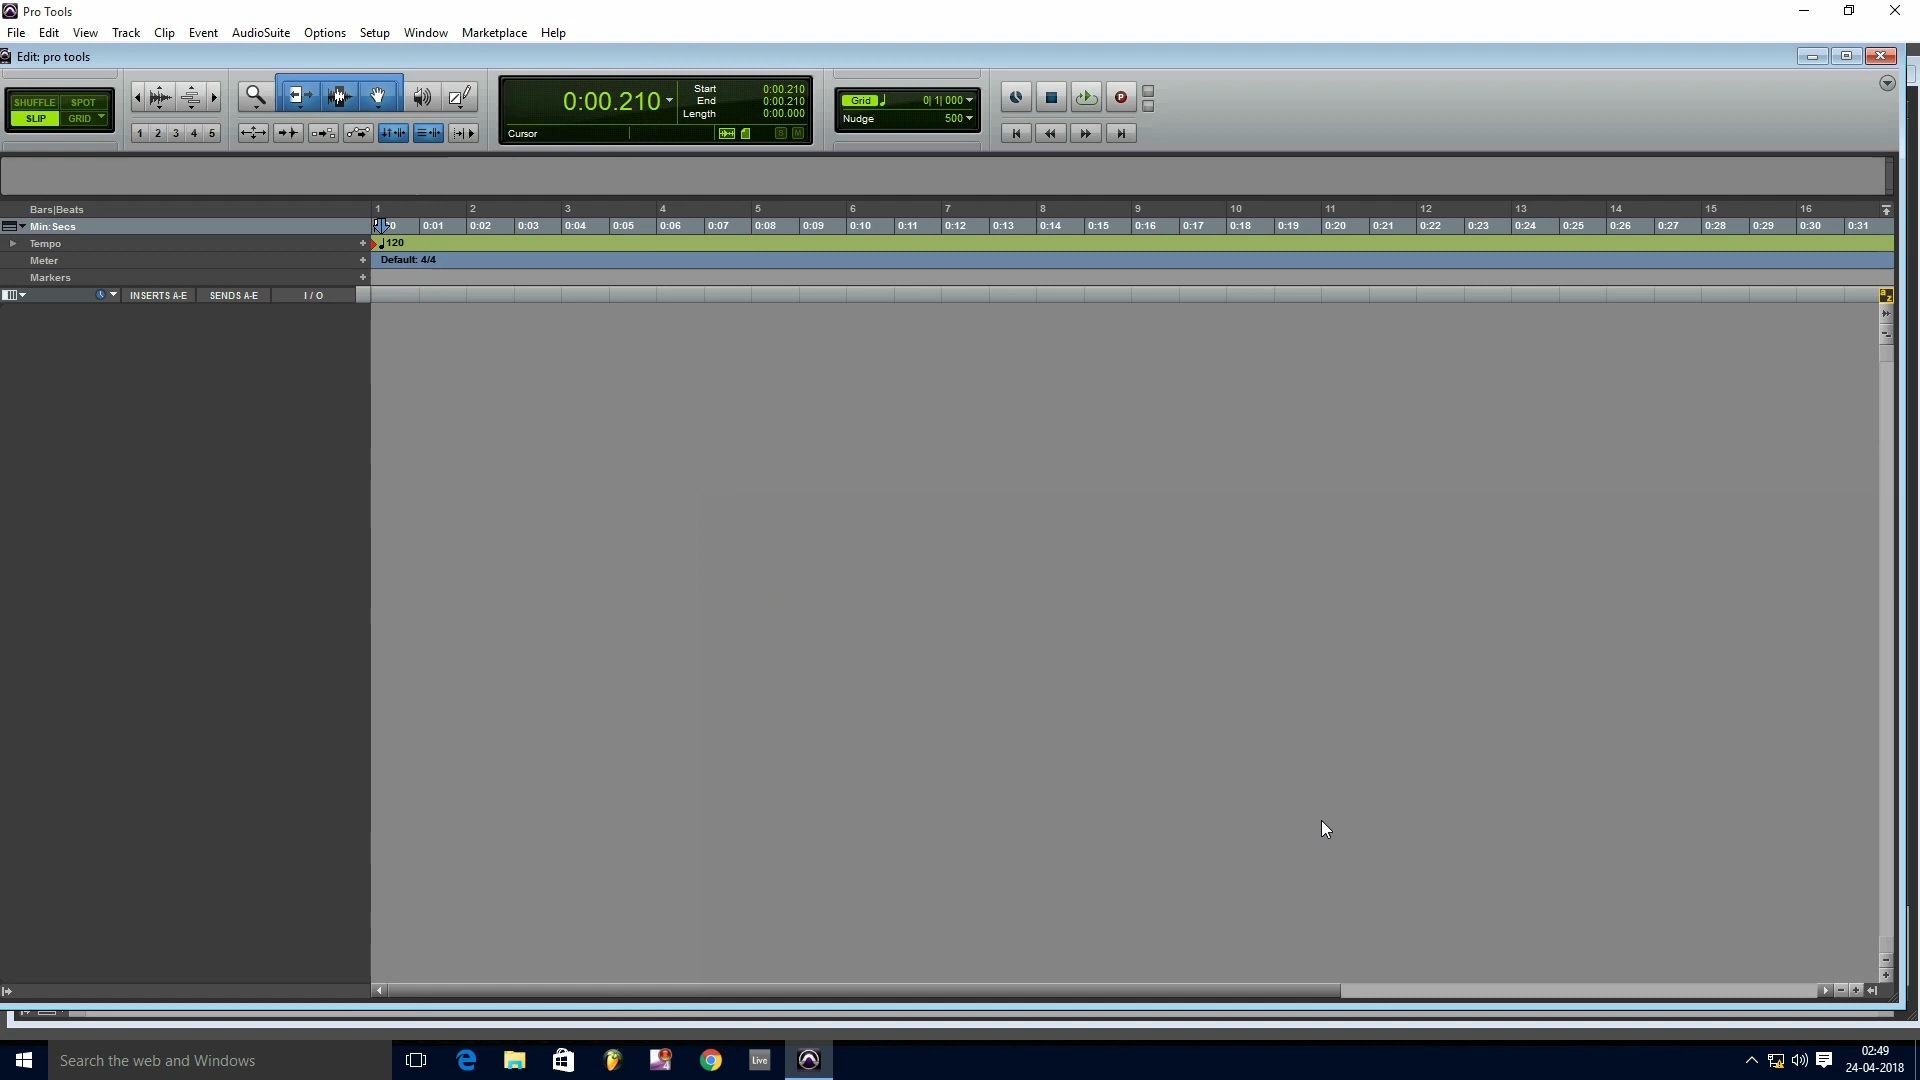 Pro Tools
File Edit View Track Clip Event AudioSuite Options Setup Window Marketplace Help
Edit: pro tools
SHUFFLE SPOT
SLIP GRID
1 2 3 4 5
0:00.210
Start 0:00.210
End 0:00.210
Length 0:00.000
Cursor
S M
Grid 0| 1| 000
Nudge 500
P
Bars|Beats 1 2 3 4 5 6 7 8 9 10 11 12 13 14 15 16
Min:Secs 0 0:01 0:02 0:03 0:04 0:05 0:06 0:07 0:08 0:09 0:10 0:11 0:12 0:13 0:14 0:15 0:16 0:17 0:18 0:19 0:20 0:21 0:22 0:23 0:24 0:25 0:26 0:27 0:28 0:29 0:30 0:31
Tempo + 120
Meter + Default: 4/4
Markers +
INSERTS A-E SENDS A-E I / O
a z
Search the web and Windows
4
Live
02:49
24-04-2018